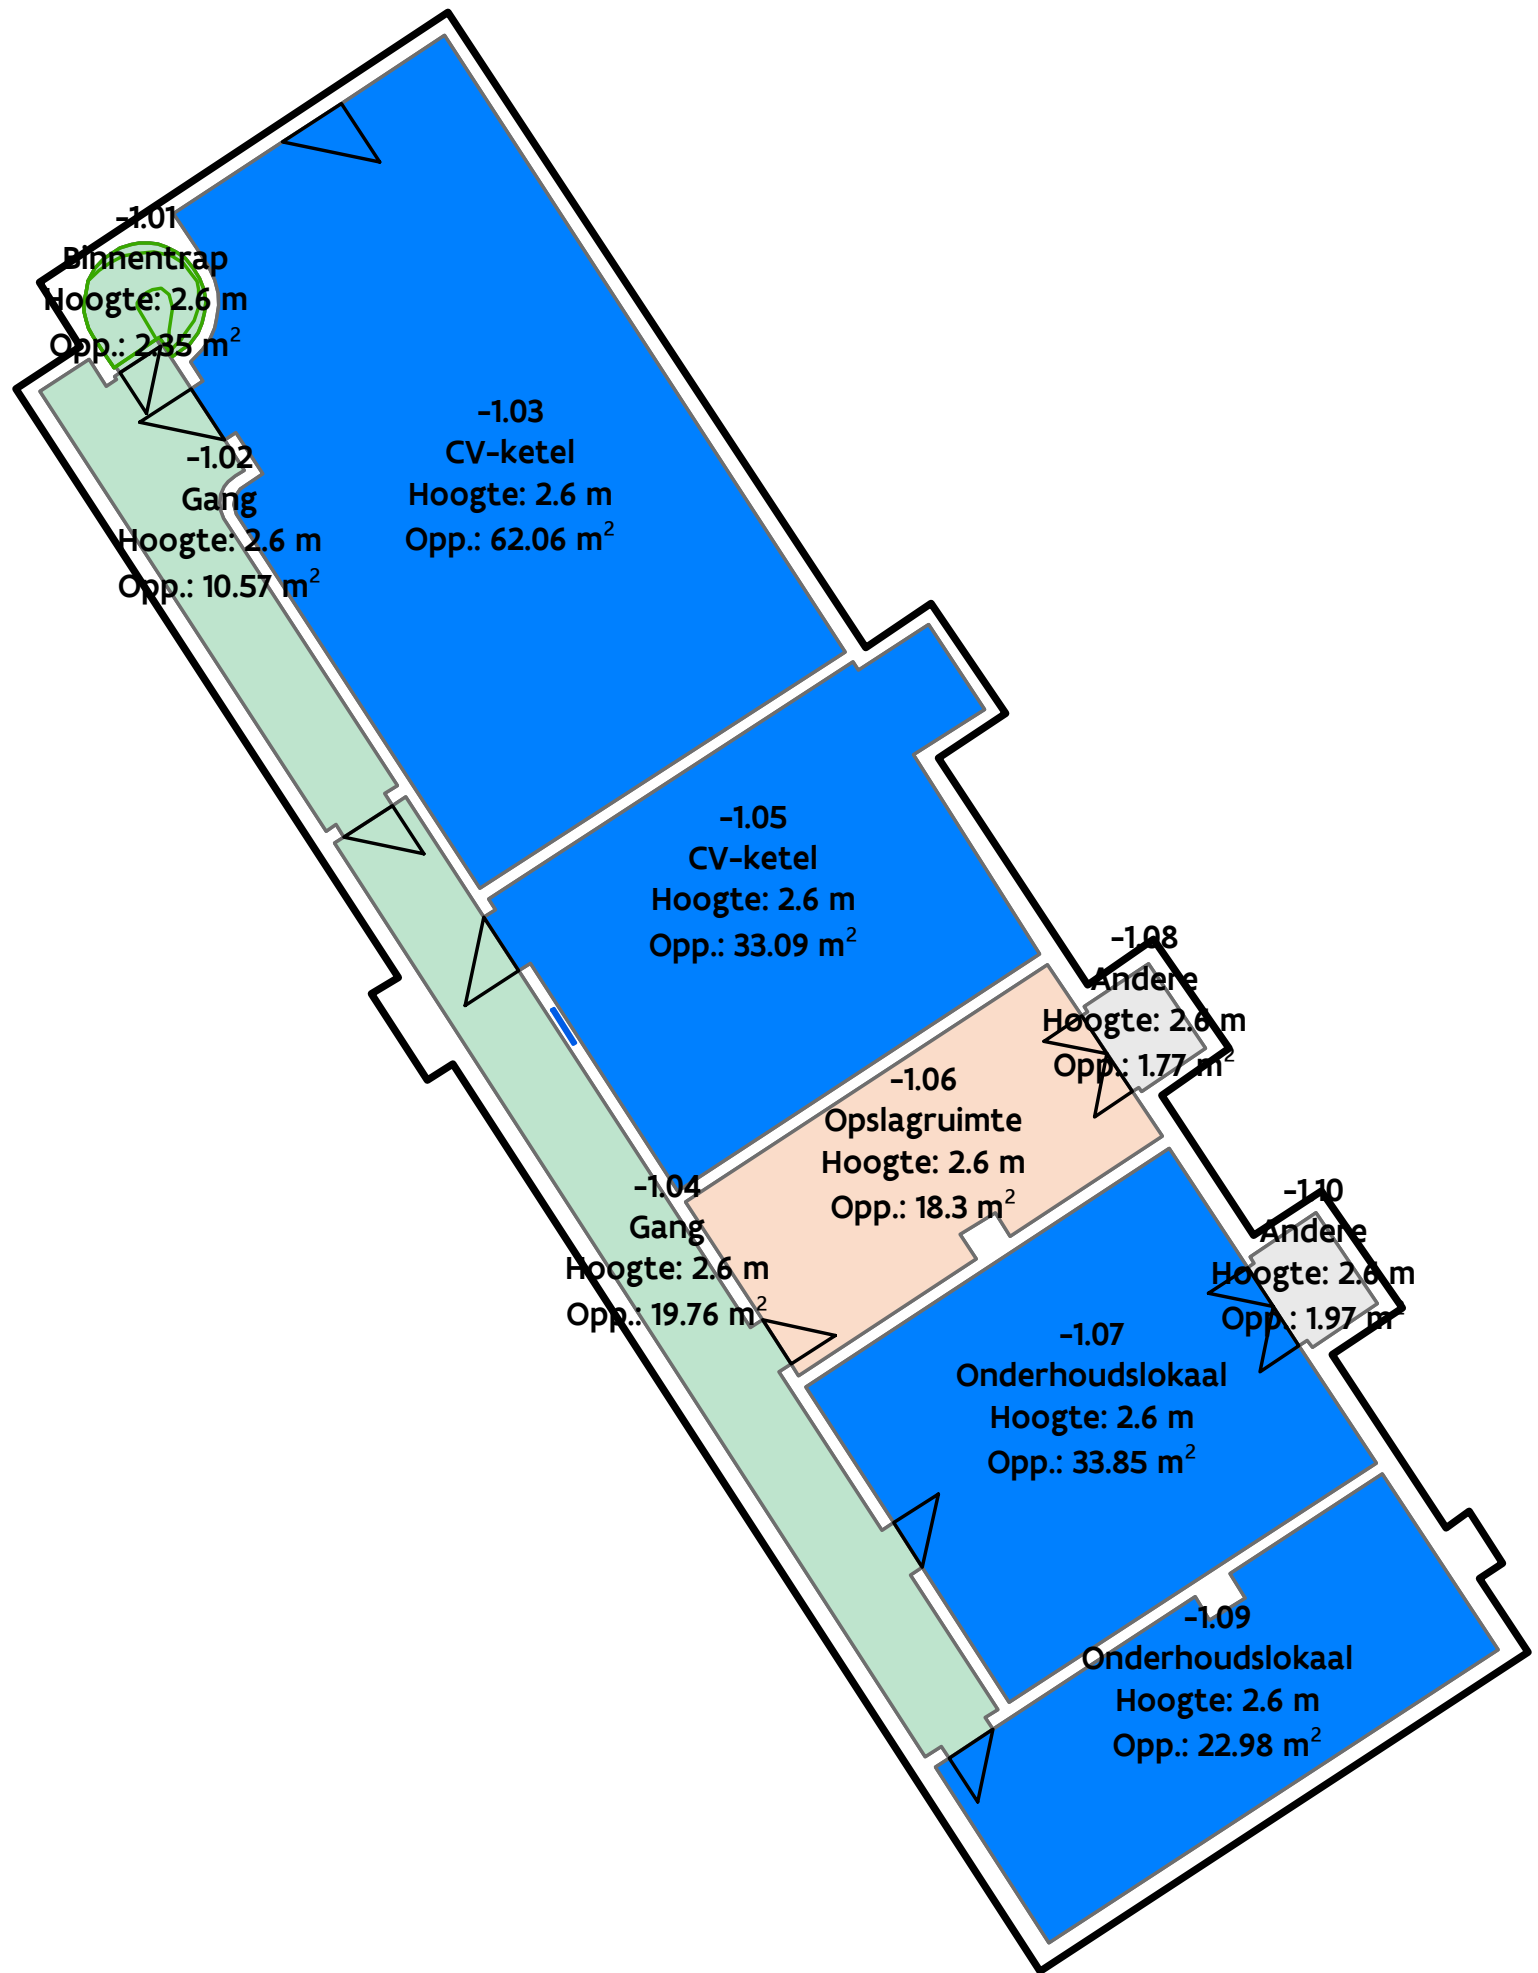 -1.01
Binnentrap
Hoogte: 2.6 m
Opp.: 2.35 m²
-1.02
Gang
Hoogte: 2.6 m
Opp.: 10.57 m²
-1.03
CV-ketel
Hoogte: 2.6 m
Opp.: 62.06 m²
-1.05
CV-ketel
Hoogte: 2.6 m
Opp.: 33.09 m²
-1.08
Andere
Hoogte: 2.6 m
Opp.: 1.77 m²
-1.06
Opslagruimte
Hoogte: 2.6 m
Opp.: 18.3 m²
-1.04
Gang
Hoogte: 2.6 m
Opp.: 19.76 m²
-1.10
Andere
Hoogte: 2.6 m
Opp.: 1.97 m²
-1.07
Onderhoudslokaal
Hoogte: 2.6 m
Opp.: 33.85 m²
-1.09
Onderhoudslokaal
Hoogte: 2.6 m
Opp.: 22.98 m²